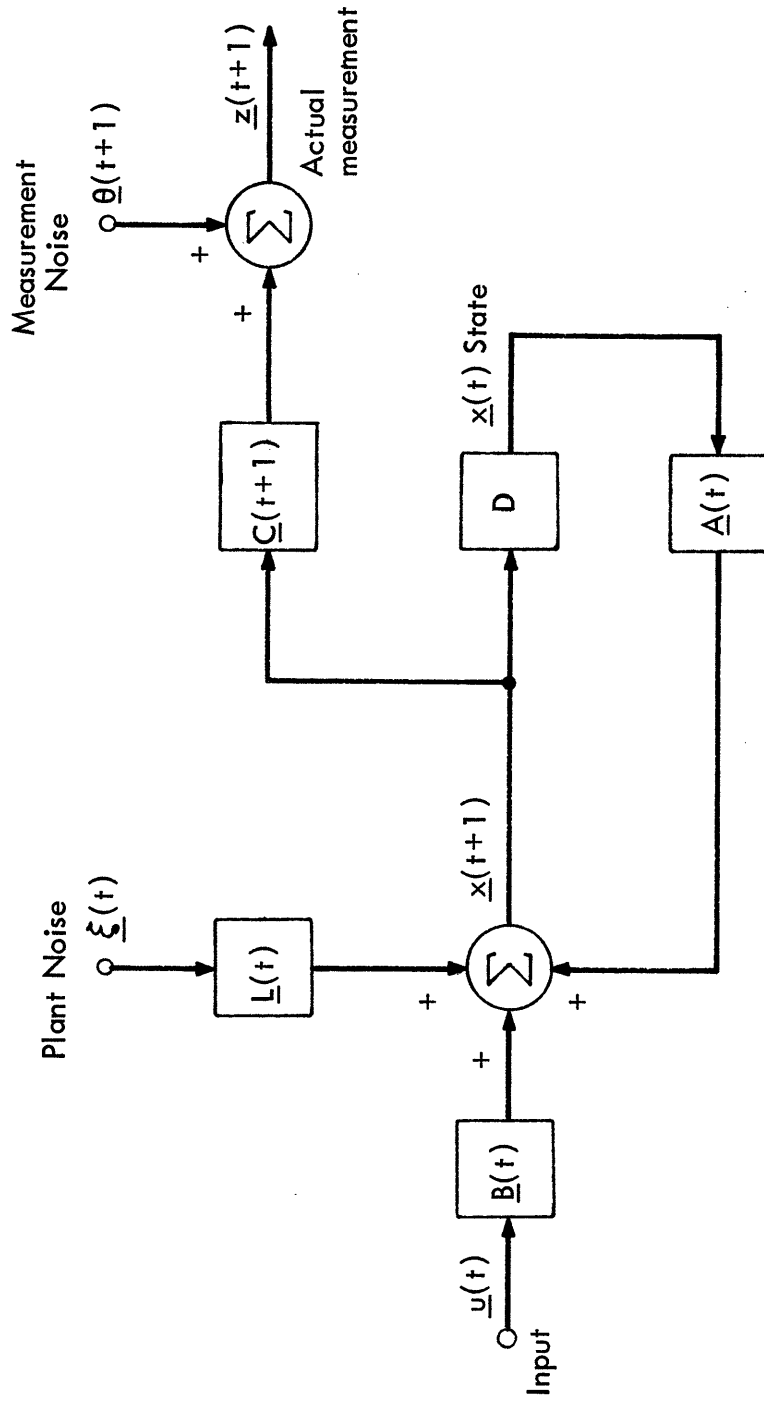 Plant Noise
ξ(t)
L(t)
+
Input
u(t)
B(t)
+
Σ
+
x(t+1)
D
x(t) State
A(t)
C(t+1)
+
Measurement
Noise
θ(t+1)
+
Σ
z(t+1)
Actual
measurement